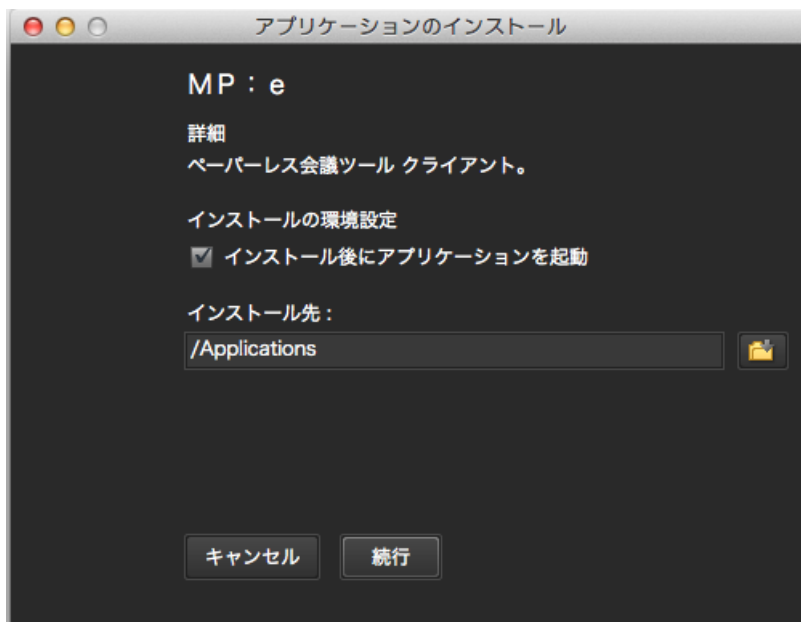 アプリケーションのインストール
MP：e
詳細
ペーパーレス会議ツール クライアント。
インストールの環境設定
インストール後にアプリケーションを起動
インストール先：
/Applications
キャンセル
続行